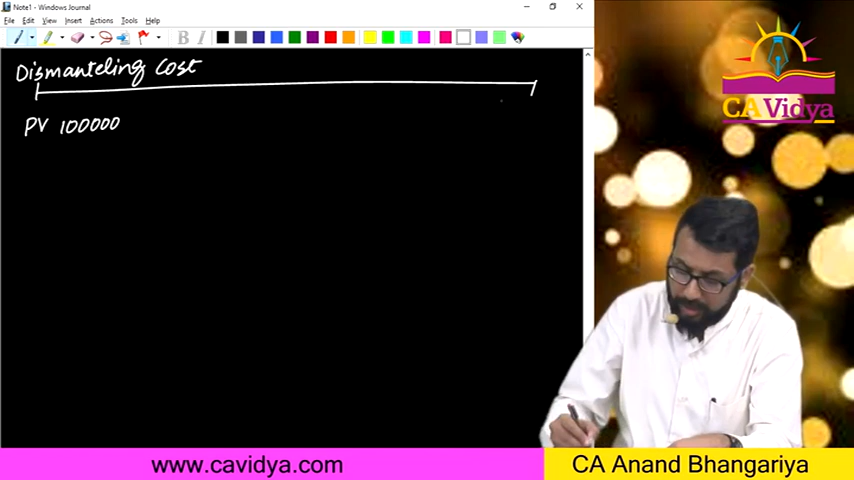 Note1 - Windows Journal
File Edit View Insert Actions Tools Help
B I
Dismanteling Cost
PV 100000
CA Vidya
www.cavidya.com
CA Anand Bhangariya